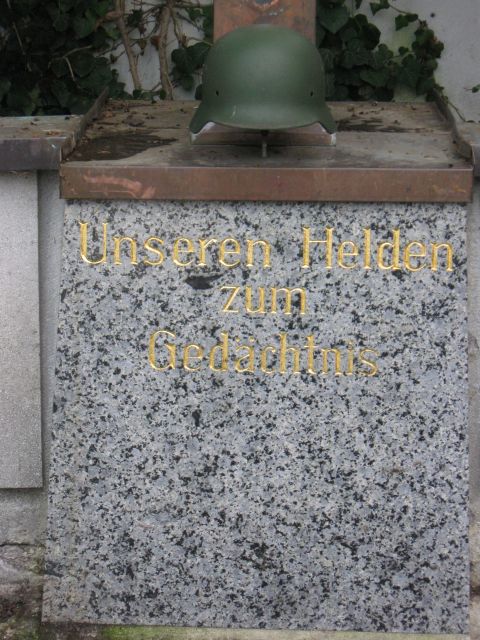 Unseren Helden
zum
Gedächtnis